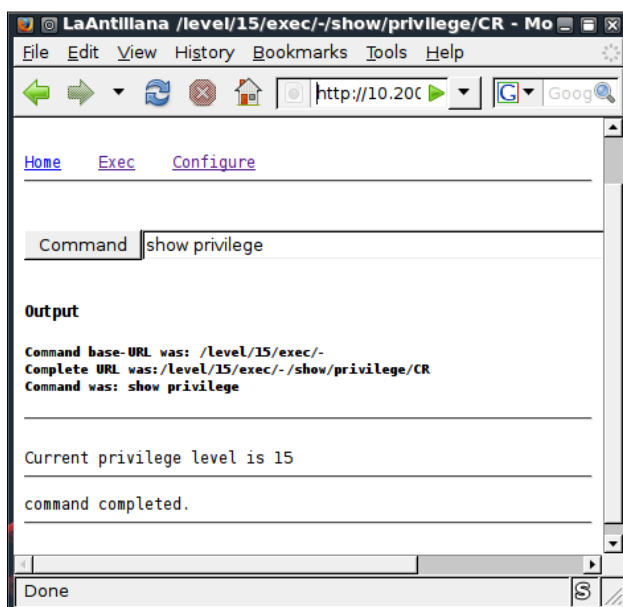 LaAntillana /level/15/exec/-/show/privilege/CR - Mo
File Edit View History Bookmarks Tools Help
http://10.200 G Goog
Home Exec Configure
Command show privilege
Output
Command base-URL was: /level/15/exec/-
Complete URL was:/level/15/exec/-/show/privilege/CR
Command was: show privilege
Current privilege level is 15
command completed.
Done S